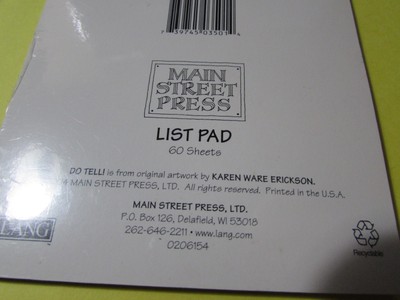 39745 03501
MAIN
STREET
PRESS
LIST PAD
60 Sheets
DO TELL! is from original artwork by KAREN WARE ERICKSON.
MAIN STREET PRESS, LTD. All rights reserved. Printed in the U.S.A.
MAIN STREET PRESS, LTD.
P.O. Box 126, Delafield, WI 53018
262-646-2211 • www.lang.com
0206154
LANG
Recyclable